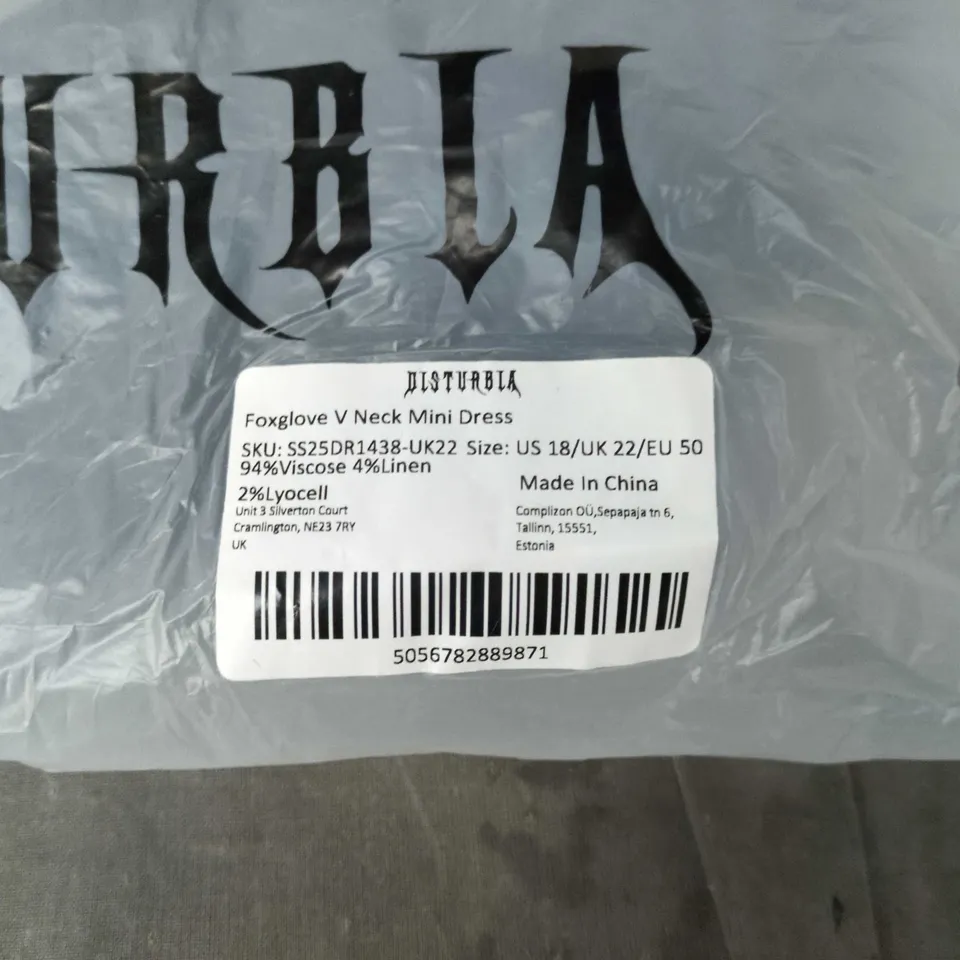 URBIA
DISTURBIA
Foxglove V Neck Mini Dress
SKU: SS25DR1438-UK22 Size: US 18/UK 22/EU 50
94%Viscose 4%Linen
2%Lyocell
Made In China
Unit 3 Silverton Court
Cramlington, NE23 7RY
UK
Complizon OÜ,Sepapaja tn 6,
Tallinn, 15551,
Estonia
5056782889871